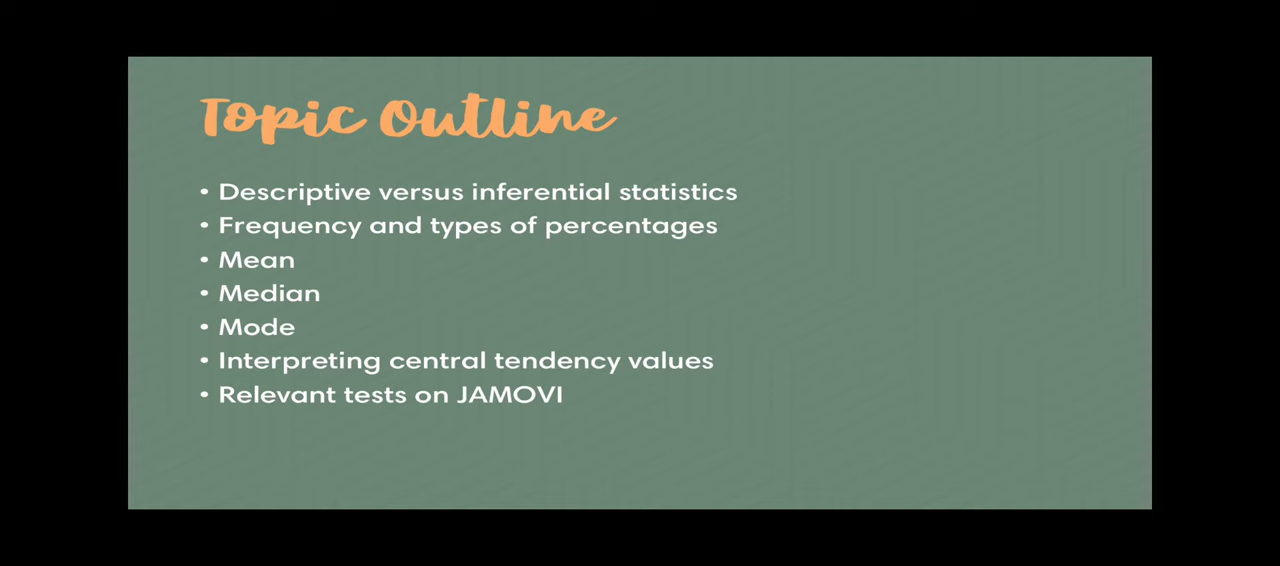 Topic Outline
• Descriptive versus inferential statistics
• Frequency and types of percentages
• Mean
• Median
• Mode
• Interpreting central tendency values
• Relevant tests on JAMOVI